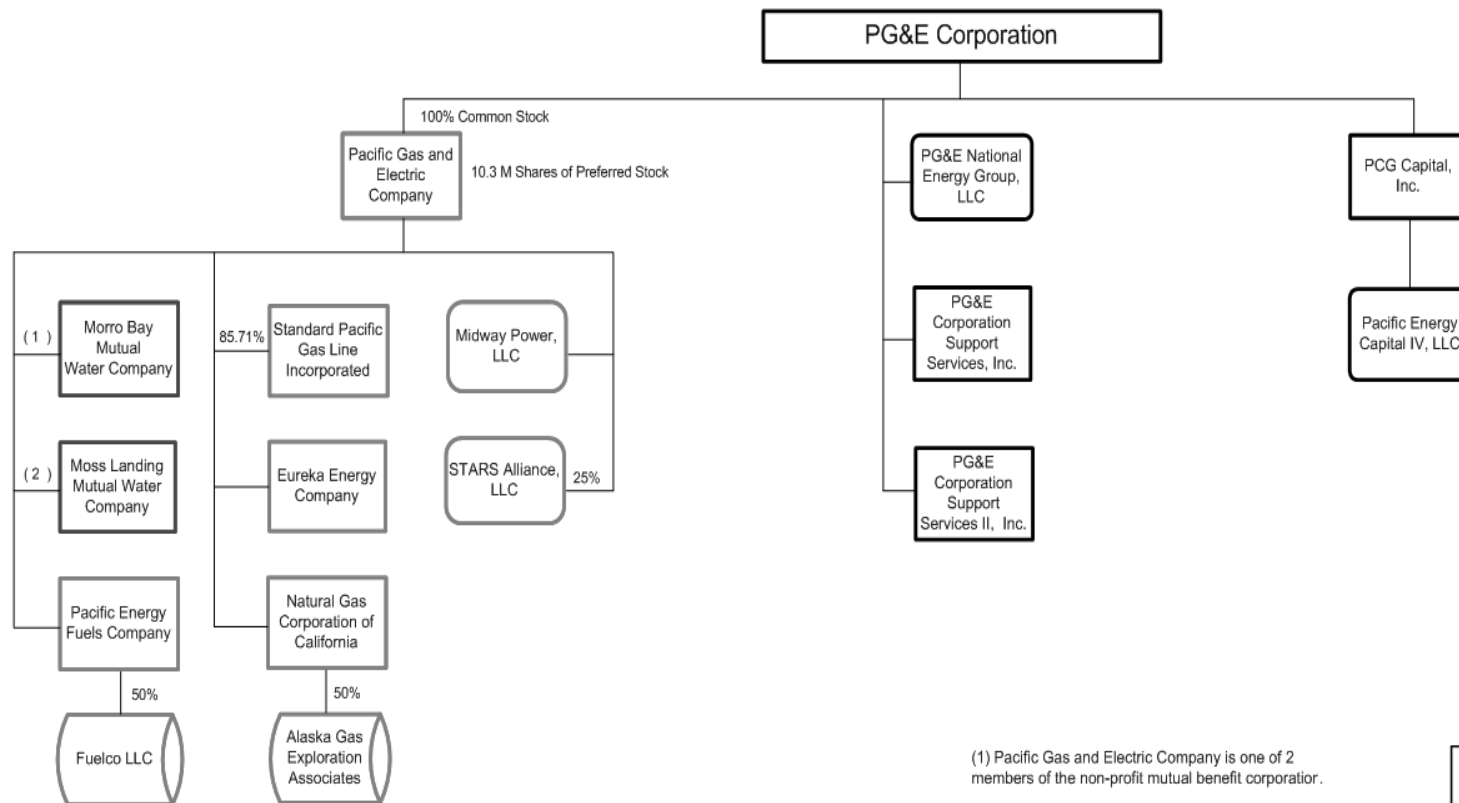 PG&E Corporation
100% Common Stock
Pacific Gas and
Electric
Company
10.3 M Shares of Preferred Stock
PG&E National
Energy Group,
LLC
PCG Capital,
Inc.
( 1 )
Morro Bay
Mutual
Water Company
85.71%
Standard Pacific
Gas Line
Incorporated
Midway Power,
LLC
PG&E
Corporation
Support
Services, Inc.
Pacific Energy
Capital IV, LLC
( 2 )
Moss Landing
Mutual Water
Company
Eureka Energy
Company
STARS Alliance,
LLC
25%
PG&E
Corporation
Support
Services II, Inc.
Pacific Energy
Fuels Company
Natural Gas
Corporation of
California
50%
50%
Fuelco LLC
Alaska Gas
Exploration
Associates
(1) Pacific Gas and Electric Company is one of 2
members of the non-profit mutual benefit corporation.